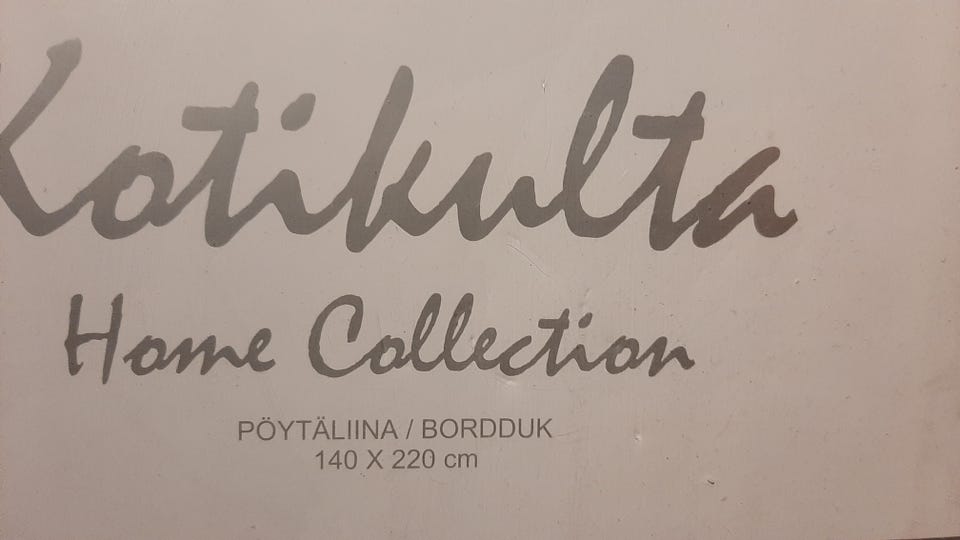 Kotikulta
Home Collection
PÖYTÄLIINA / BORDDUK
140 X 220 cm